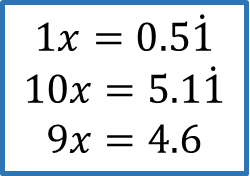 1x = 0.51̇
10x = 5.11̇
9x = 4.6